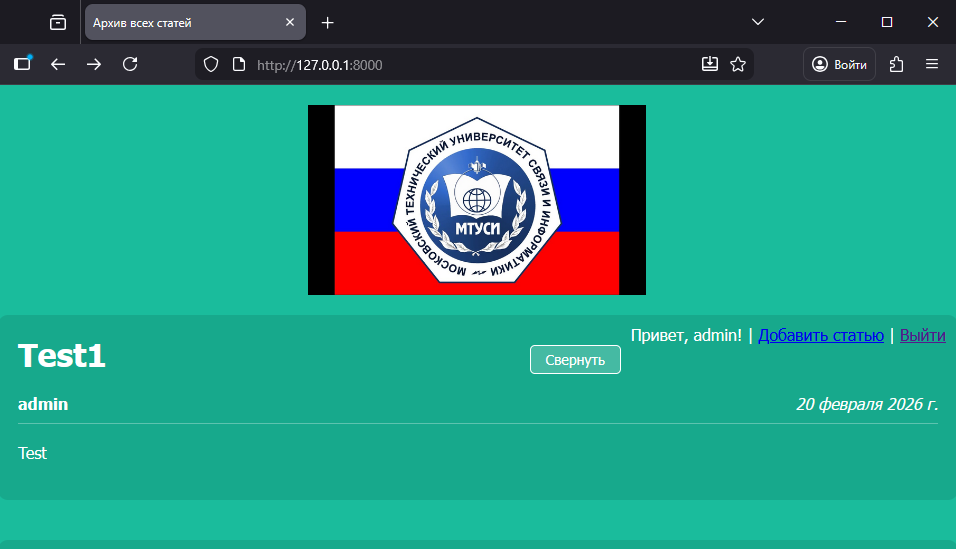 Архив всех статей
http://127.0.0.1:8000
Войти
МОСКОВСКИЙ ТЕХНИЧЕСКИЙ УНИВЕРСИТЕТ СВЯЗИ И ИНФОРМАТИКИ
МТУСИ
Привет, admin! | Добавить статью | Выйти
Test1
Свернуть
admin
20 февраля 2026 г.
Test